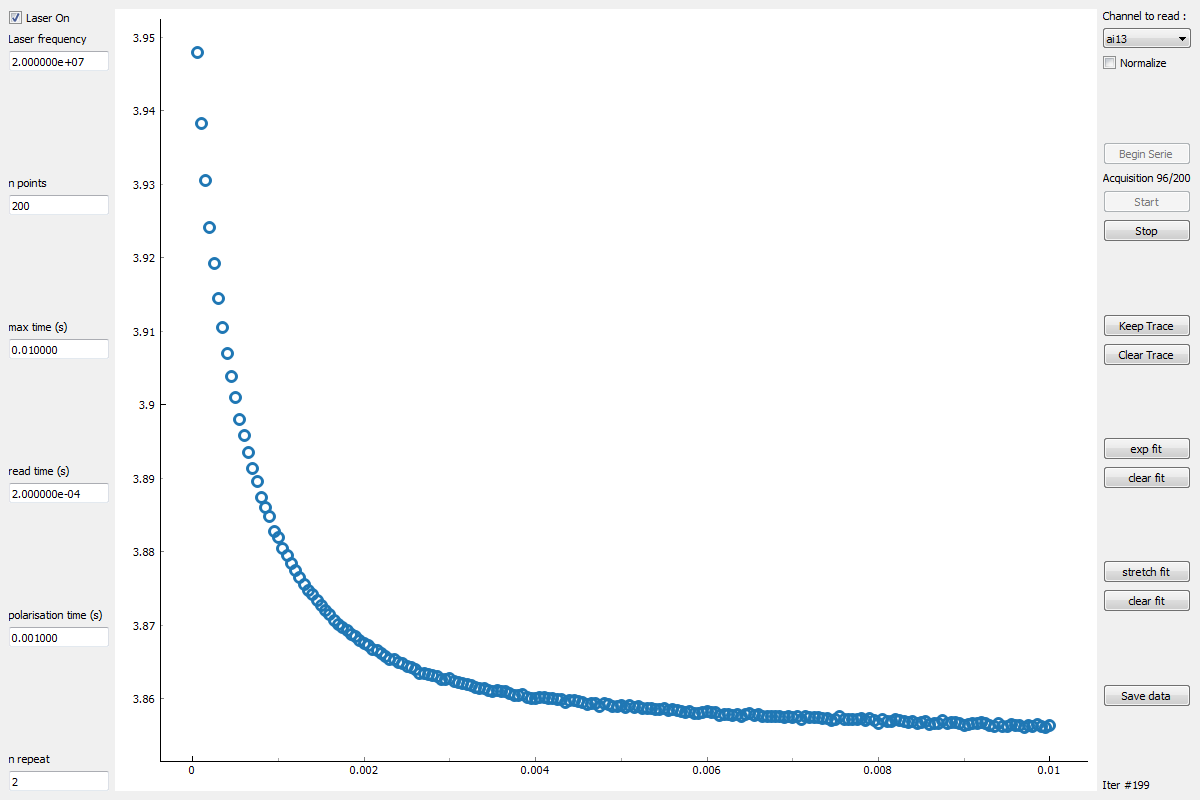 Laser On
Laser frequency
2.000000e+07
n points
200
max time (s)
0.010000
read time (s)
2.000000e-04
polarisation time (s)
0.001000
n repeat
2
3.95
3.94
3.93
3.92
3.91
3.9
3.89
3.88
3.87
3.86
0
0.002
0.004
0.006
0.008
0.01
Channel to read :
ai13
Normalize
Begin Serie
Acquisition 96/200
Start
Stop
Keep Trace
Clear Trace
exp fit
clear fit
stretch fit
clear fit
Save data
Iter #199